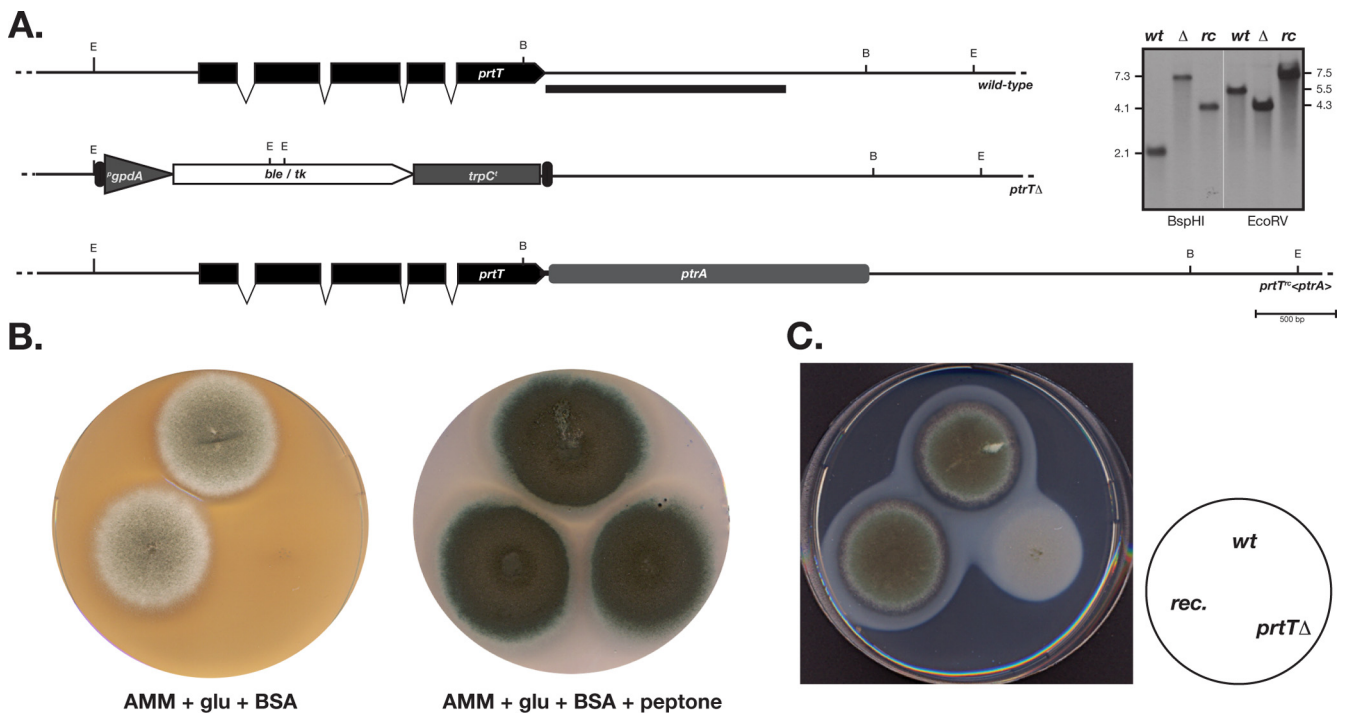 A.
E
B
B
E
prtT
wild-type
E
E E
B
E
pgpdA
ble / tk
trpCt
ptrTΔ
E
B
B
E
prtT
ptrA
prtTrc<ptrA>
500 bp
wt Δ rc wt Δ rc
7.3
4.1
2.1
7.5
5.5
4.3
BspHI
EcoRV
B.
AMM + glu + BSA
AMM + glu + BSA + peptone
C.
wt
rec.
prtTΔ